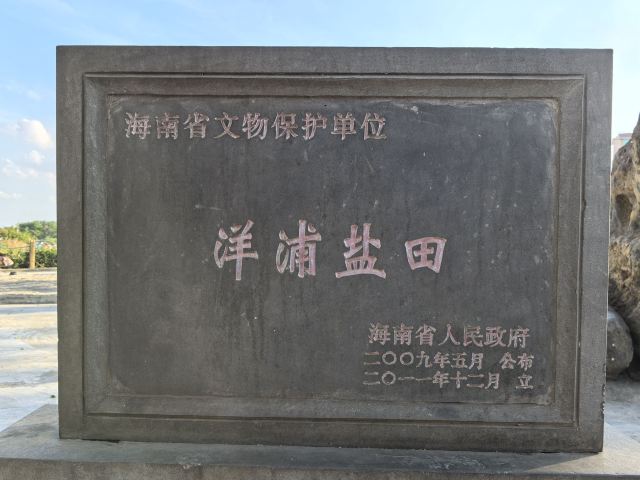 海南省文物保护单位
洋浦盐田
海南省人民政府
二〇〇九年五月 公布
二〇一一年十二月 立